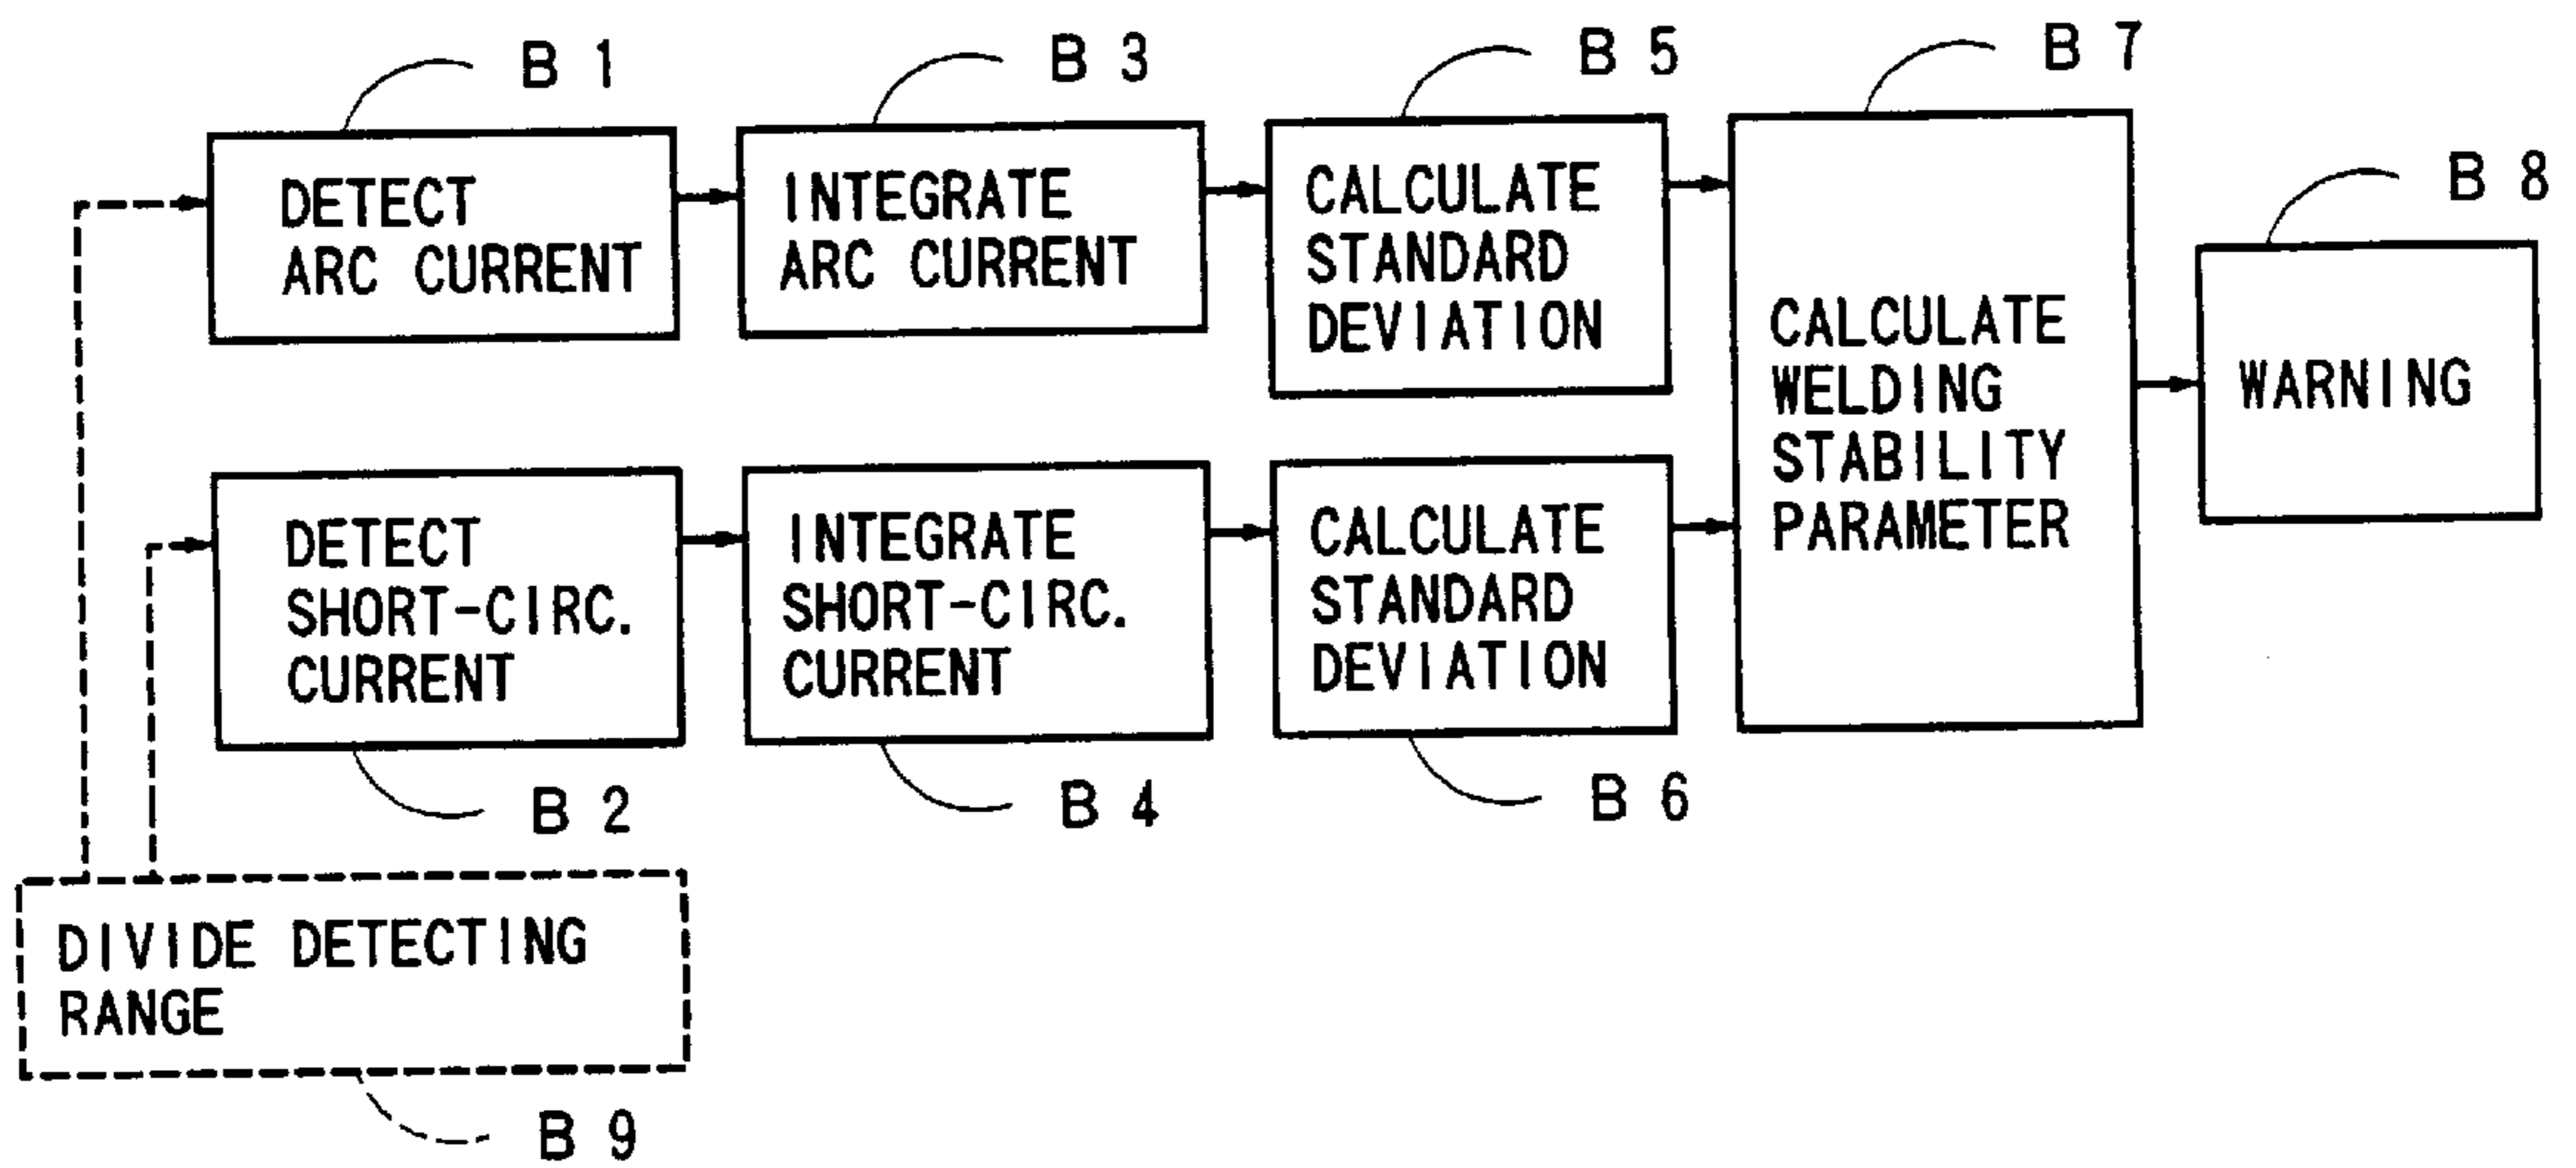 B 1
B 3
B 5
B 7
B 8
DETECT
ARC CURRENT
INTEGRATE
ARC CURRENT
CALCULATE
STANDARD
DEVIATION
CALCULATE
WELDING
STABILITY
PARAMETER
WARNING
DETECT
SHORT-CIRC.
CURRENT
INTEGRATE
SHORT-CIRC.
CURRENT
CALCULATE
STANDARD
DEVIATION
B 2
B 4
B 6
DIVIDE DETECTING
RANGE
B 9